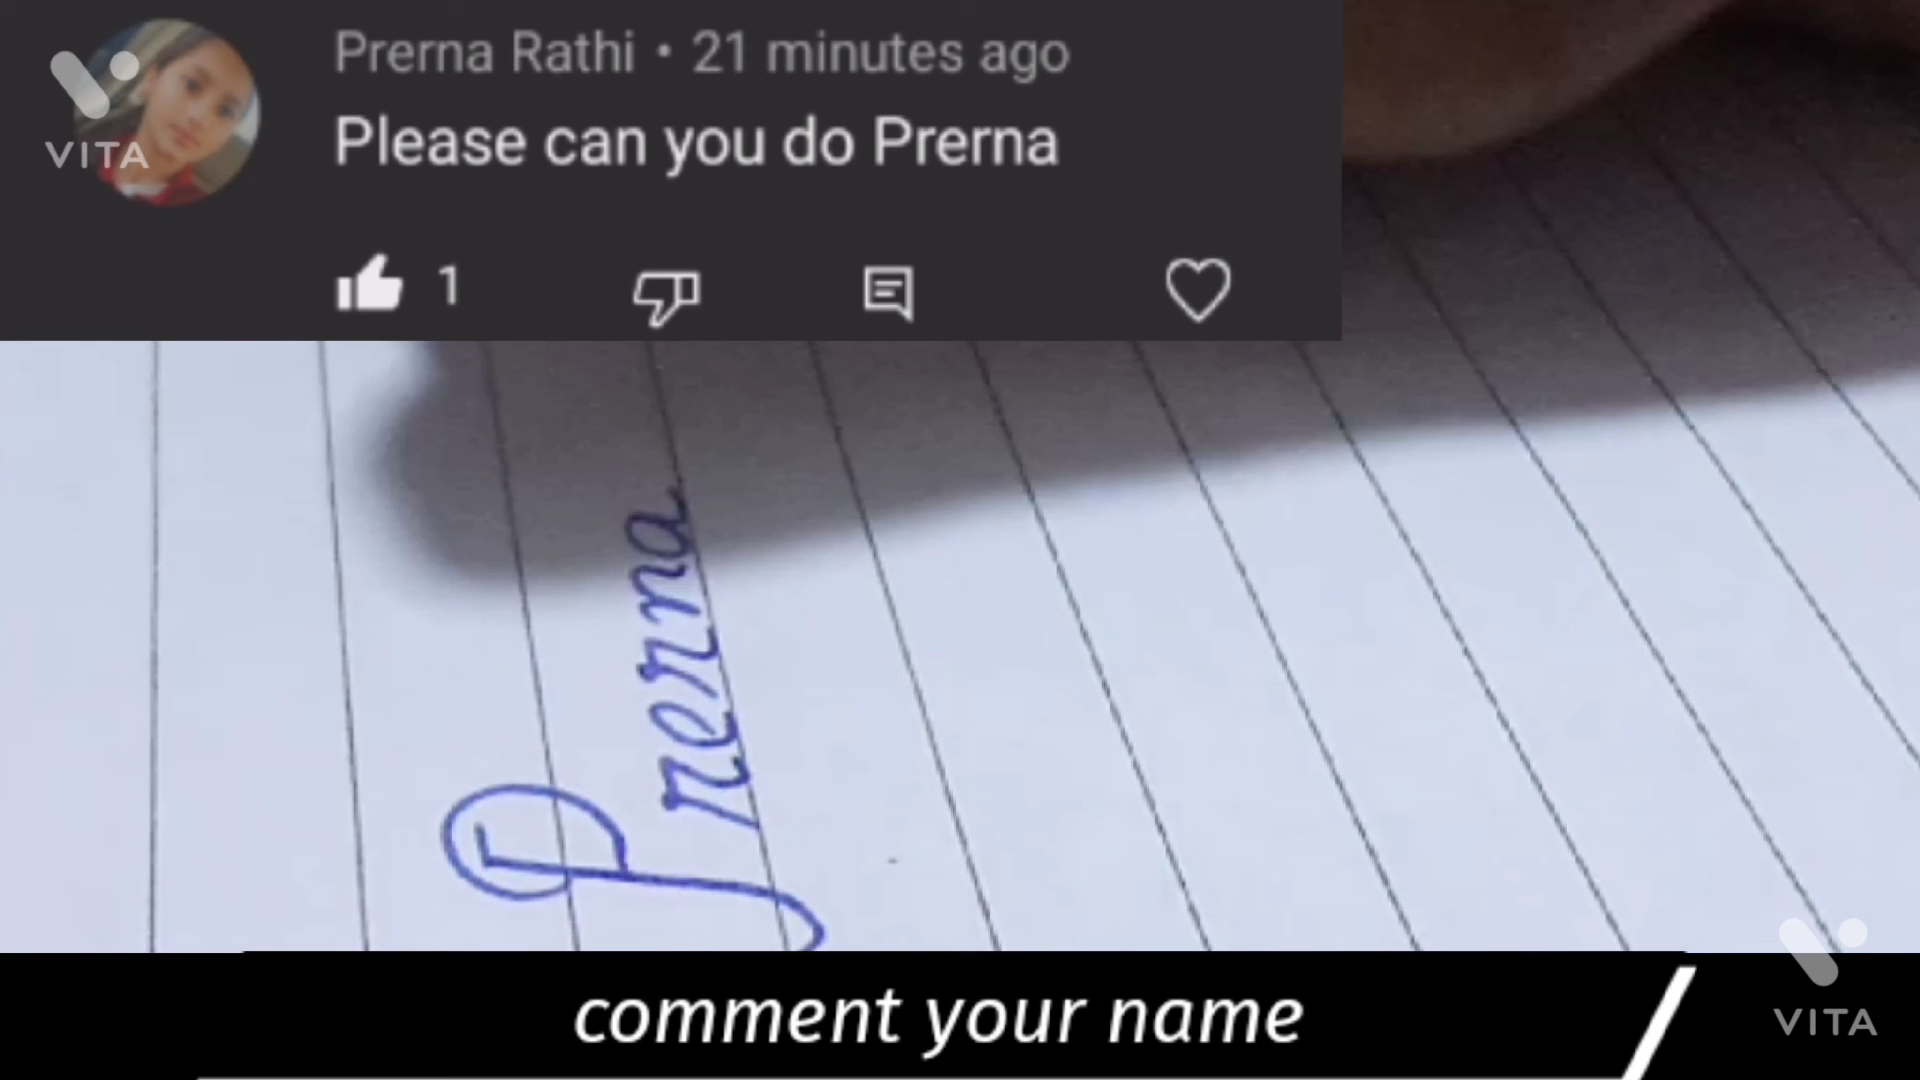 Prerna Rathi • 21 minutes ago
Please can you do Prerna
VITA
1
Prerna
comment your name
VITA